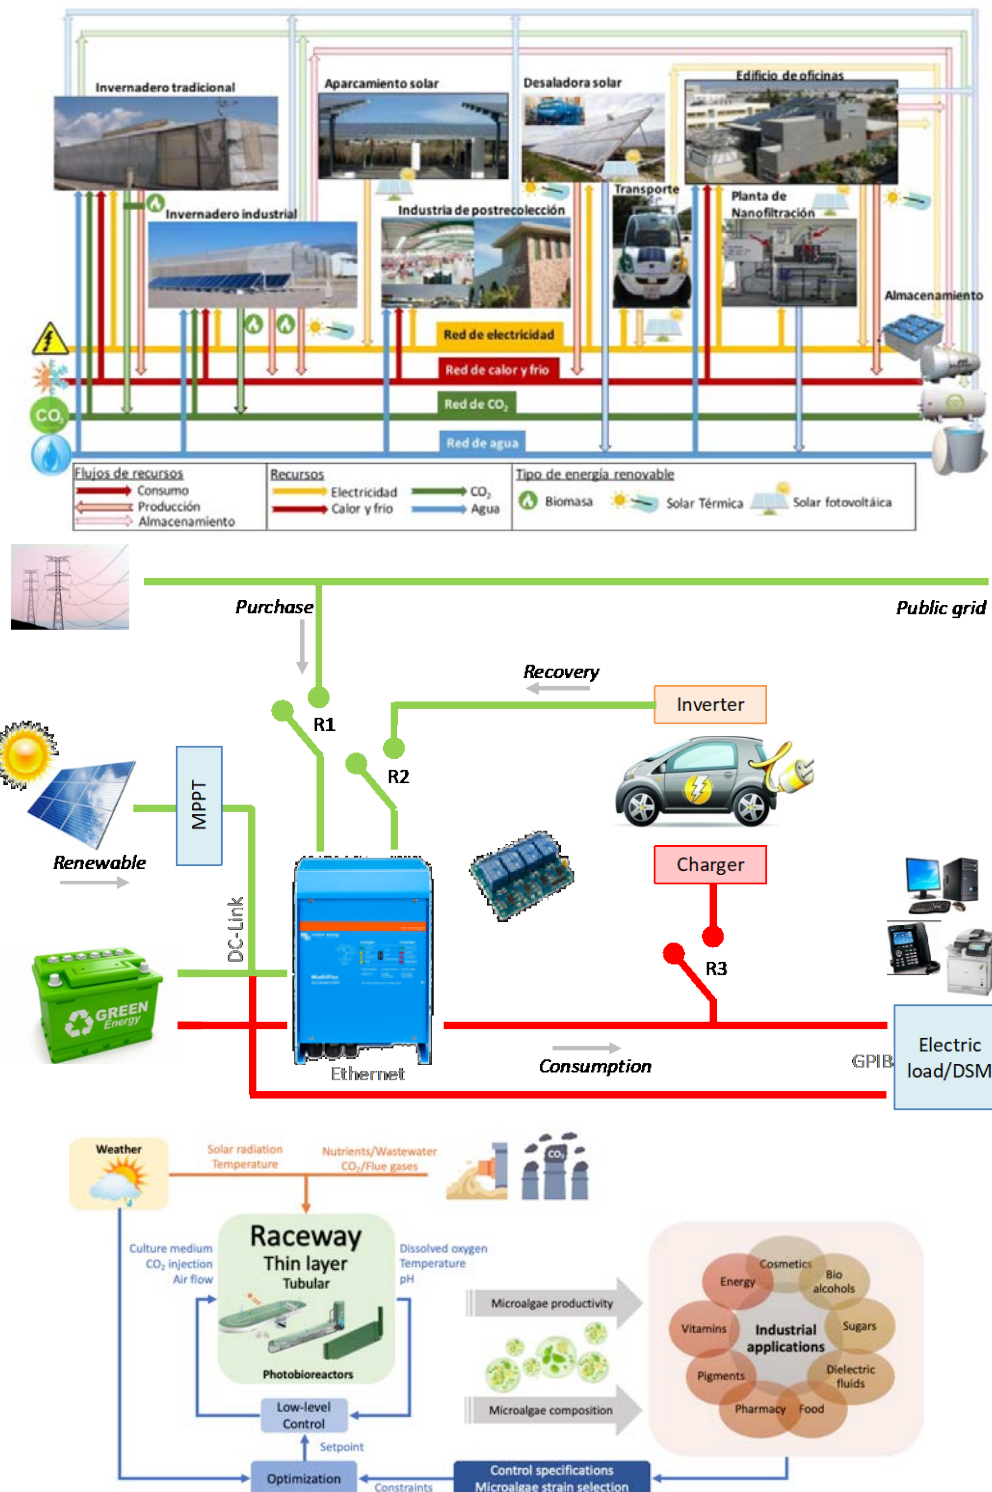 Invernadero tradicional
Aparcamiento solar
Desaladora solar
Edificio de oficinas
Invernadero industrial
Industria de postrecolección
Transporte
Planta de
Nanofiltración
Almacenamiento
Red de electricidad
Red de calor y frio
CO₂
Red de CO₂
Red de agua
Flujos de recursos
Consumo
Producción
Almacenamiento
Recursos
Electricidad
Calor y frio
CO₂
Agua
Tipo de energía renovable
Biomasa
Solar Térmica
Solar fotovoltáica
Public grid
Purchase
Recovery
Inverter
R1
R2
MPPT
Renewable
DC-Link
Charger
R3
GREEN
Energy
Ethernet
Consumption
GPIB
Electric
load/DSM
Weather
Solar radiation
Temperature
Nutrients/Wastewater
CO₂/Flue gases
CO₂
Culture medium
CO₂ injection
Air flow
Raceway
Thin layer
Tubular
Photobioreactors
Dissolved oxygen
Temperature
pH
Low-level
Control
Setpoint
Optimization
Constraints
Control specifications
Microalgae strain selection
Microalgae productivity
Microalgae composition
Industrial
applications
Cosmetics
Bio
alcohols
Sugars
Dielectric
fluids
Food
Pharmacy
Pigments
Vitamins
Energy